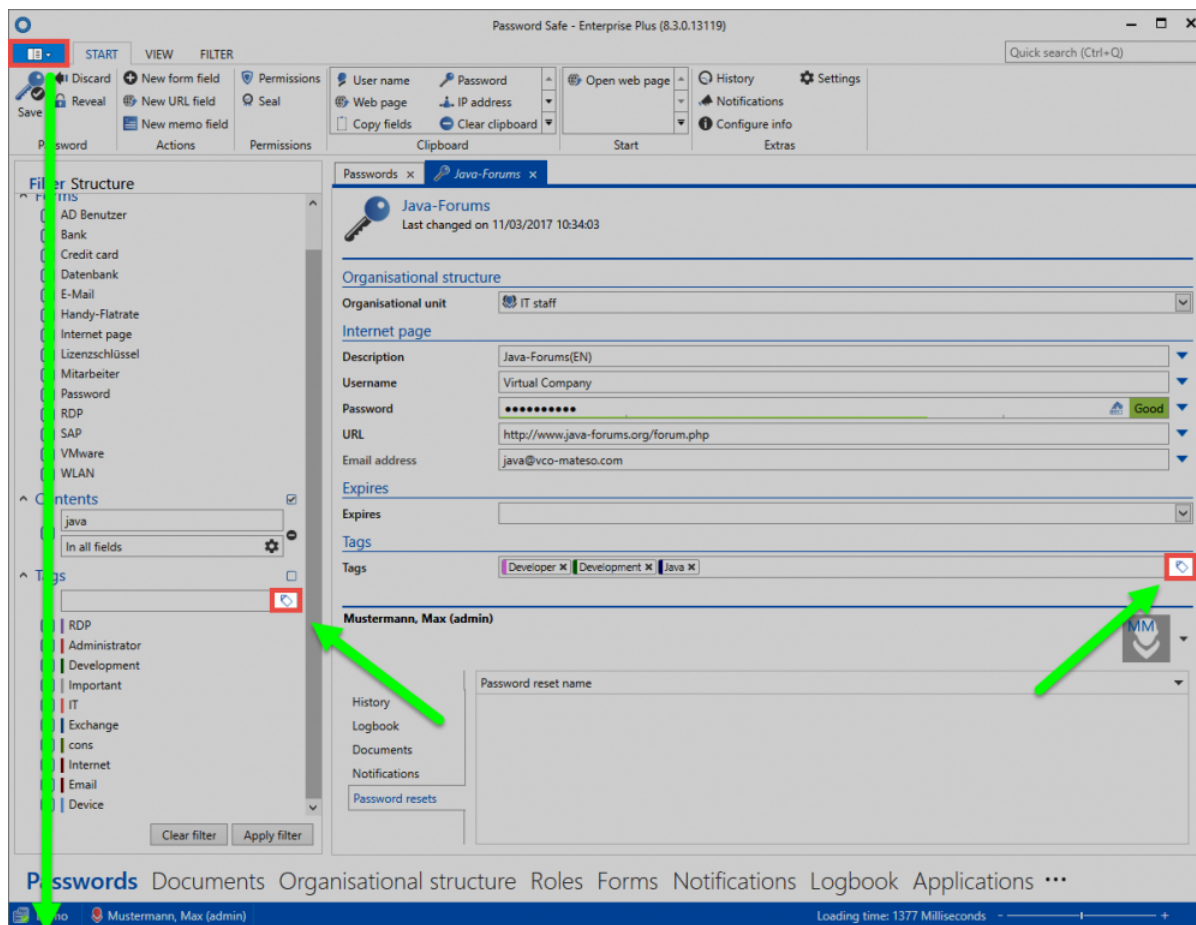 Password Safe - Enterprise Plus (8.3.0.13119)
START VIEW FILTER
Quick search (Ctrl+Q)
Save
Discard
Reveal
Password
New form field
New URL field
New memo field
Actions
Permissions
Seal
Permissions
User name Password
Web page IP address
Copy fields Clear clipboard
Clipboard
Open web page
Start
History Settings
Notifications
Configure info
Extras
Filter Structure
Forms
AD Benutzer
Bank
Credit card
Datenbank
E-Mail
Handy-Flatrate
Internet page
Lizenzschlüssel
Mitarbeiter
Password
RDP
SAP
VMware
WLAN
Contents
java
In all fields
Tags
RDP
Administrator
Development
Important
IT
Exchange
cons
Internet
Email
Device
Clear filter Apply filter
Passwords × Java-Forums ×
Java-Forums
Last changed on 11/03/2017 10:34:03
Organisational structure
Organisational unit IT staff
Internet page
Description Java-Forums(EN)
Username Virtual Company
Password •••••••••• Good
URL http://www.java-forums.org/forum.php
Email address java@vco-mateso.com
Expires
Expires
Tags
Tags Developer × Development × Java ×
Mustermann, Max (admin)
MM
Password reset name
History
Logbook
Documents
Notifications
Password resets
Passwords Documents Organisational structure Roles Forms Notifications Logbook Applications •••
Mustermann, Max (admin) Loading time: 1377 Milliseconds - +